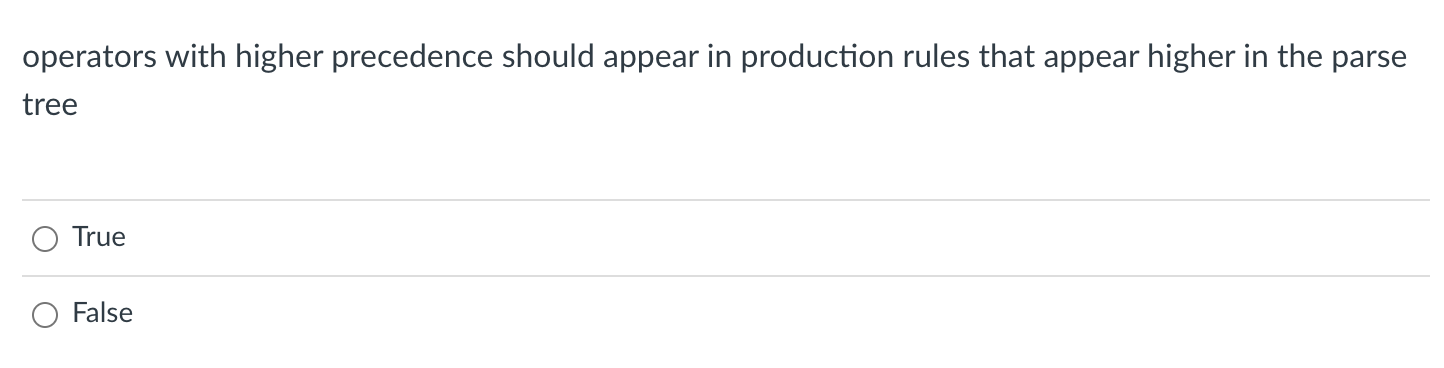 operators with higher precedence should appear in production rules that appear higher in the parse
tree
True
False